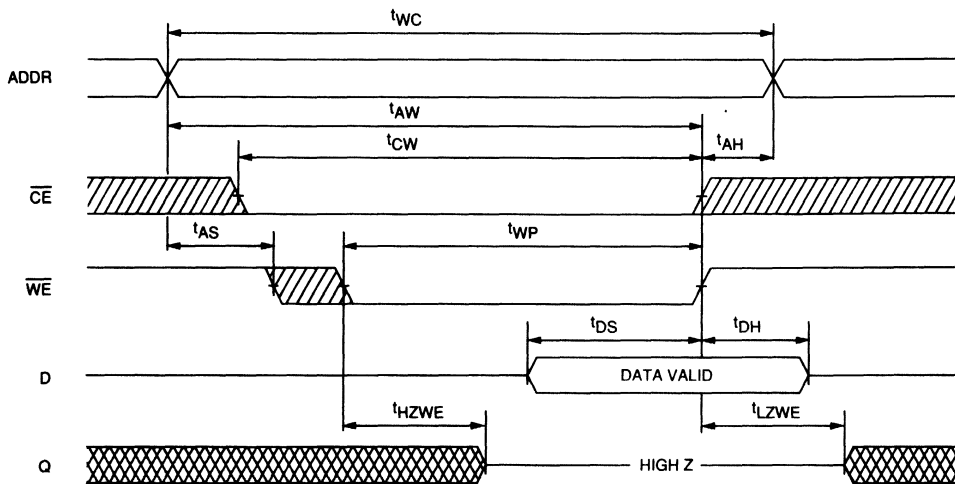 tWC
ADDR
tAW
tCW
tAH
CE
tAS
tWP
WE
tDS
tDH
D
DATA VALID
tHZWE
tLZWE
Q
HIGH Z